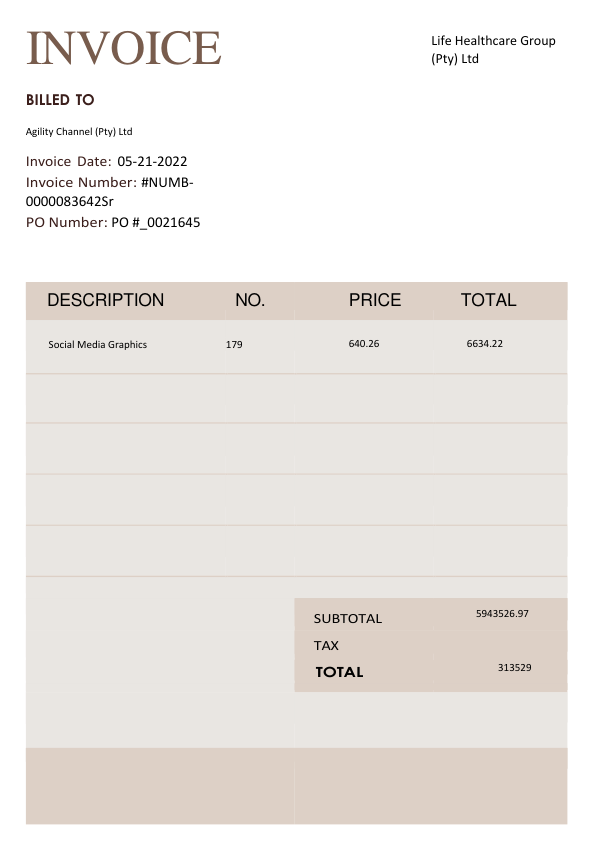 INVOICE
Life Healthcare Group
(Pty) Ltd
BILLED TO
Agility Channel (Pty) Ltd
Invoice Date: 05-21-2022
Invoice Number: #NUMB-
0000083642Sr
PO Number: PO #_0021645
DESCRIPTION NO. PRICE TOTAL
Social Media Graphics 179 640.26 6634.22
SUBTOTAL 5943526.97
TAX
TOTAL 313529